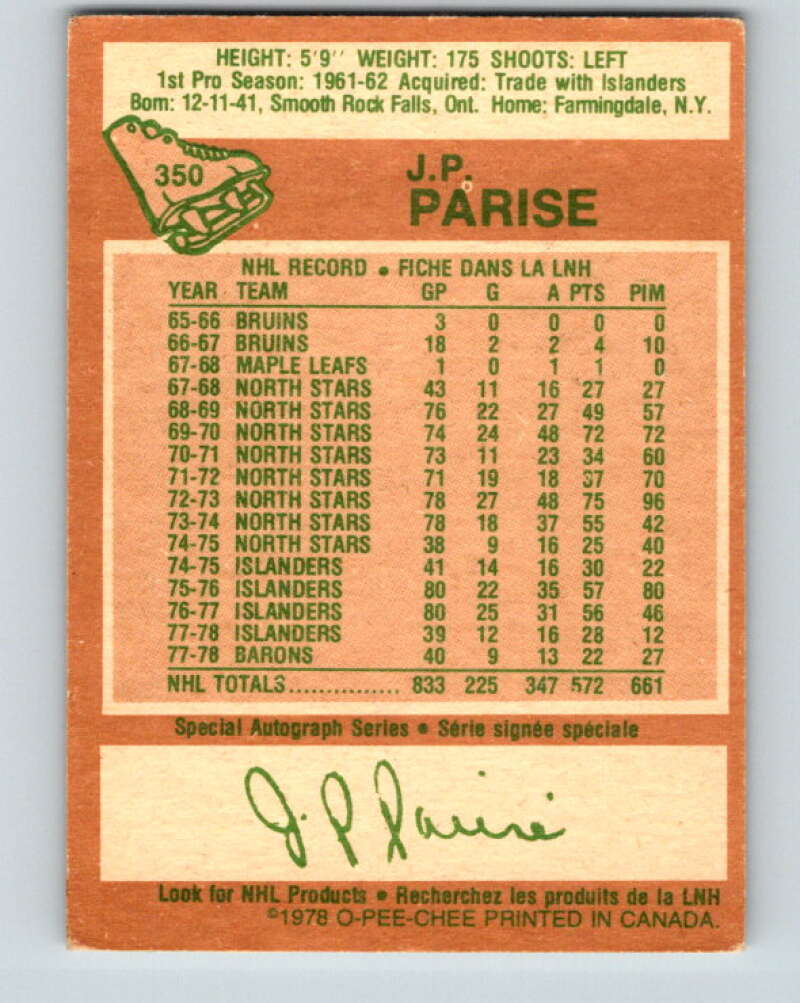 HEIGHT: 5'9'' WEIGHT: 175 SHOOTS: LEFT
1st Pro Season: 1961-62 Acquired: Trade with Islanders
Born: 12-11-41, Smooth Rock Falls, Ont. Home: Farmingdale, N.Y.
350
J.P.
PARISE
NHL RECORD • FICHE DANS LA LNH
YEAR TEAM GP G A PTS PIM
65-66 BRUINS 3 0 0 0 0
66-67 BRUINS 18 2 2 4 10
67-68 MAPLE LEAFS 1 0 1 1 0
67-68 NORTH STARS 43 11 16 27 27
68-69 NORTH STARS 76 22 27 49 57
69-70 NORTH STARS 74 24 48 72 72
70-71 NORTH STARS 73 11 23 34 60
71-72 NORTH STARS 71 19 18 37 70
72-73 NORTH STARS 78 27 48 75 96
73-74 NORTH STARS 78 18 37 55 42
74-75 NORTH STARS 38 9 16 25 40
74-75 ISLANDERS 41 14 16 30 22
75-76 ISLANDERS 80 22 35 57 80
76-77 ISLANDERS 80 25 31 56 46
77-78 ISLANDERS 39 12 16 28 12
77-78 BARONS 40 9 13 22 27
NHL TOTALS............... 833 225 347 572 661
Special Autograph Series • Série signée spéciale
J. P. Parisé
Look for NHL Products • Recherchez les produits de la LNH
©1978 O-PEE-CHEE PRINTED IN CANADA.